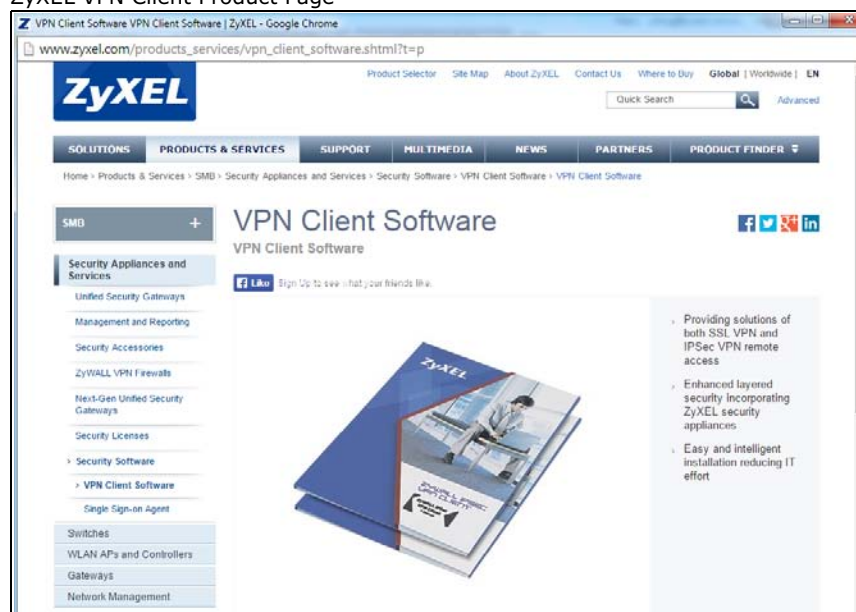 ZyXEL VPN Client Product Page
VPN Client Software VPN Client Software | ZyXEL - Google Chrome
www.zyxel.com/products_services/vpn_client_software.shtml?t=p
Product Selector Site Map About ZyXEL Contact Us Where to Buy Global | Worldwide | EN
ZyXEL
Quick Search Advanced
SOLUTIONS PRODUCTS & SERVICES SUPPORT MULTIMEDIA NEWS PARTNERS PRODUCT FINDER
Home > Products & Services > SMB > Security Appliances and Services > Security Software > VPN Client Software > VPN Client Software
SMB +
Security Appliances and
Services
Unified Security Gateways
Management and Reporting
Security Accessories
ZyWALL VPN Firewalls
Next-Gen Unified Security
Gateways
Security Licenses
> Security Software
> VPN Client Software
Single Sign-on Agent
Switches
WLAN APs and Controllers
Gateways
Network Management
VPN Client Software
VPN Client Software
Like Sign Up to see what your friends like.
ZyXEL
ZYWALL IPSEC
VPN CLIENT
Providing solutions of
both SSL VPN and
IPSec VPN remote
access
Enhanced layered
security incorporating
ZyXEL security
appliances
Easy and intelligent
installation reducing IT
effort